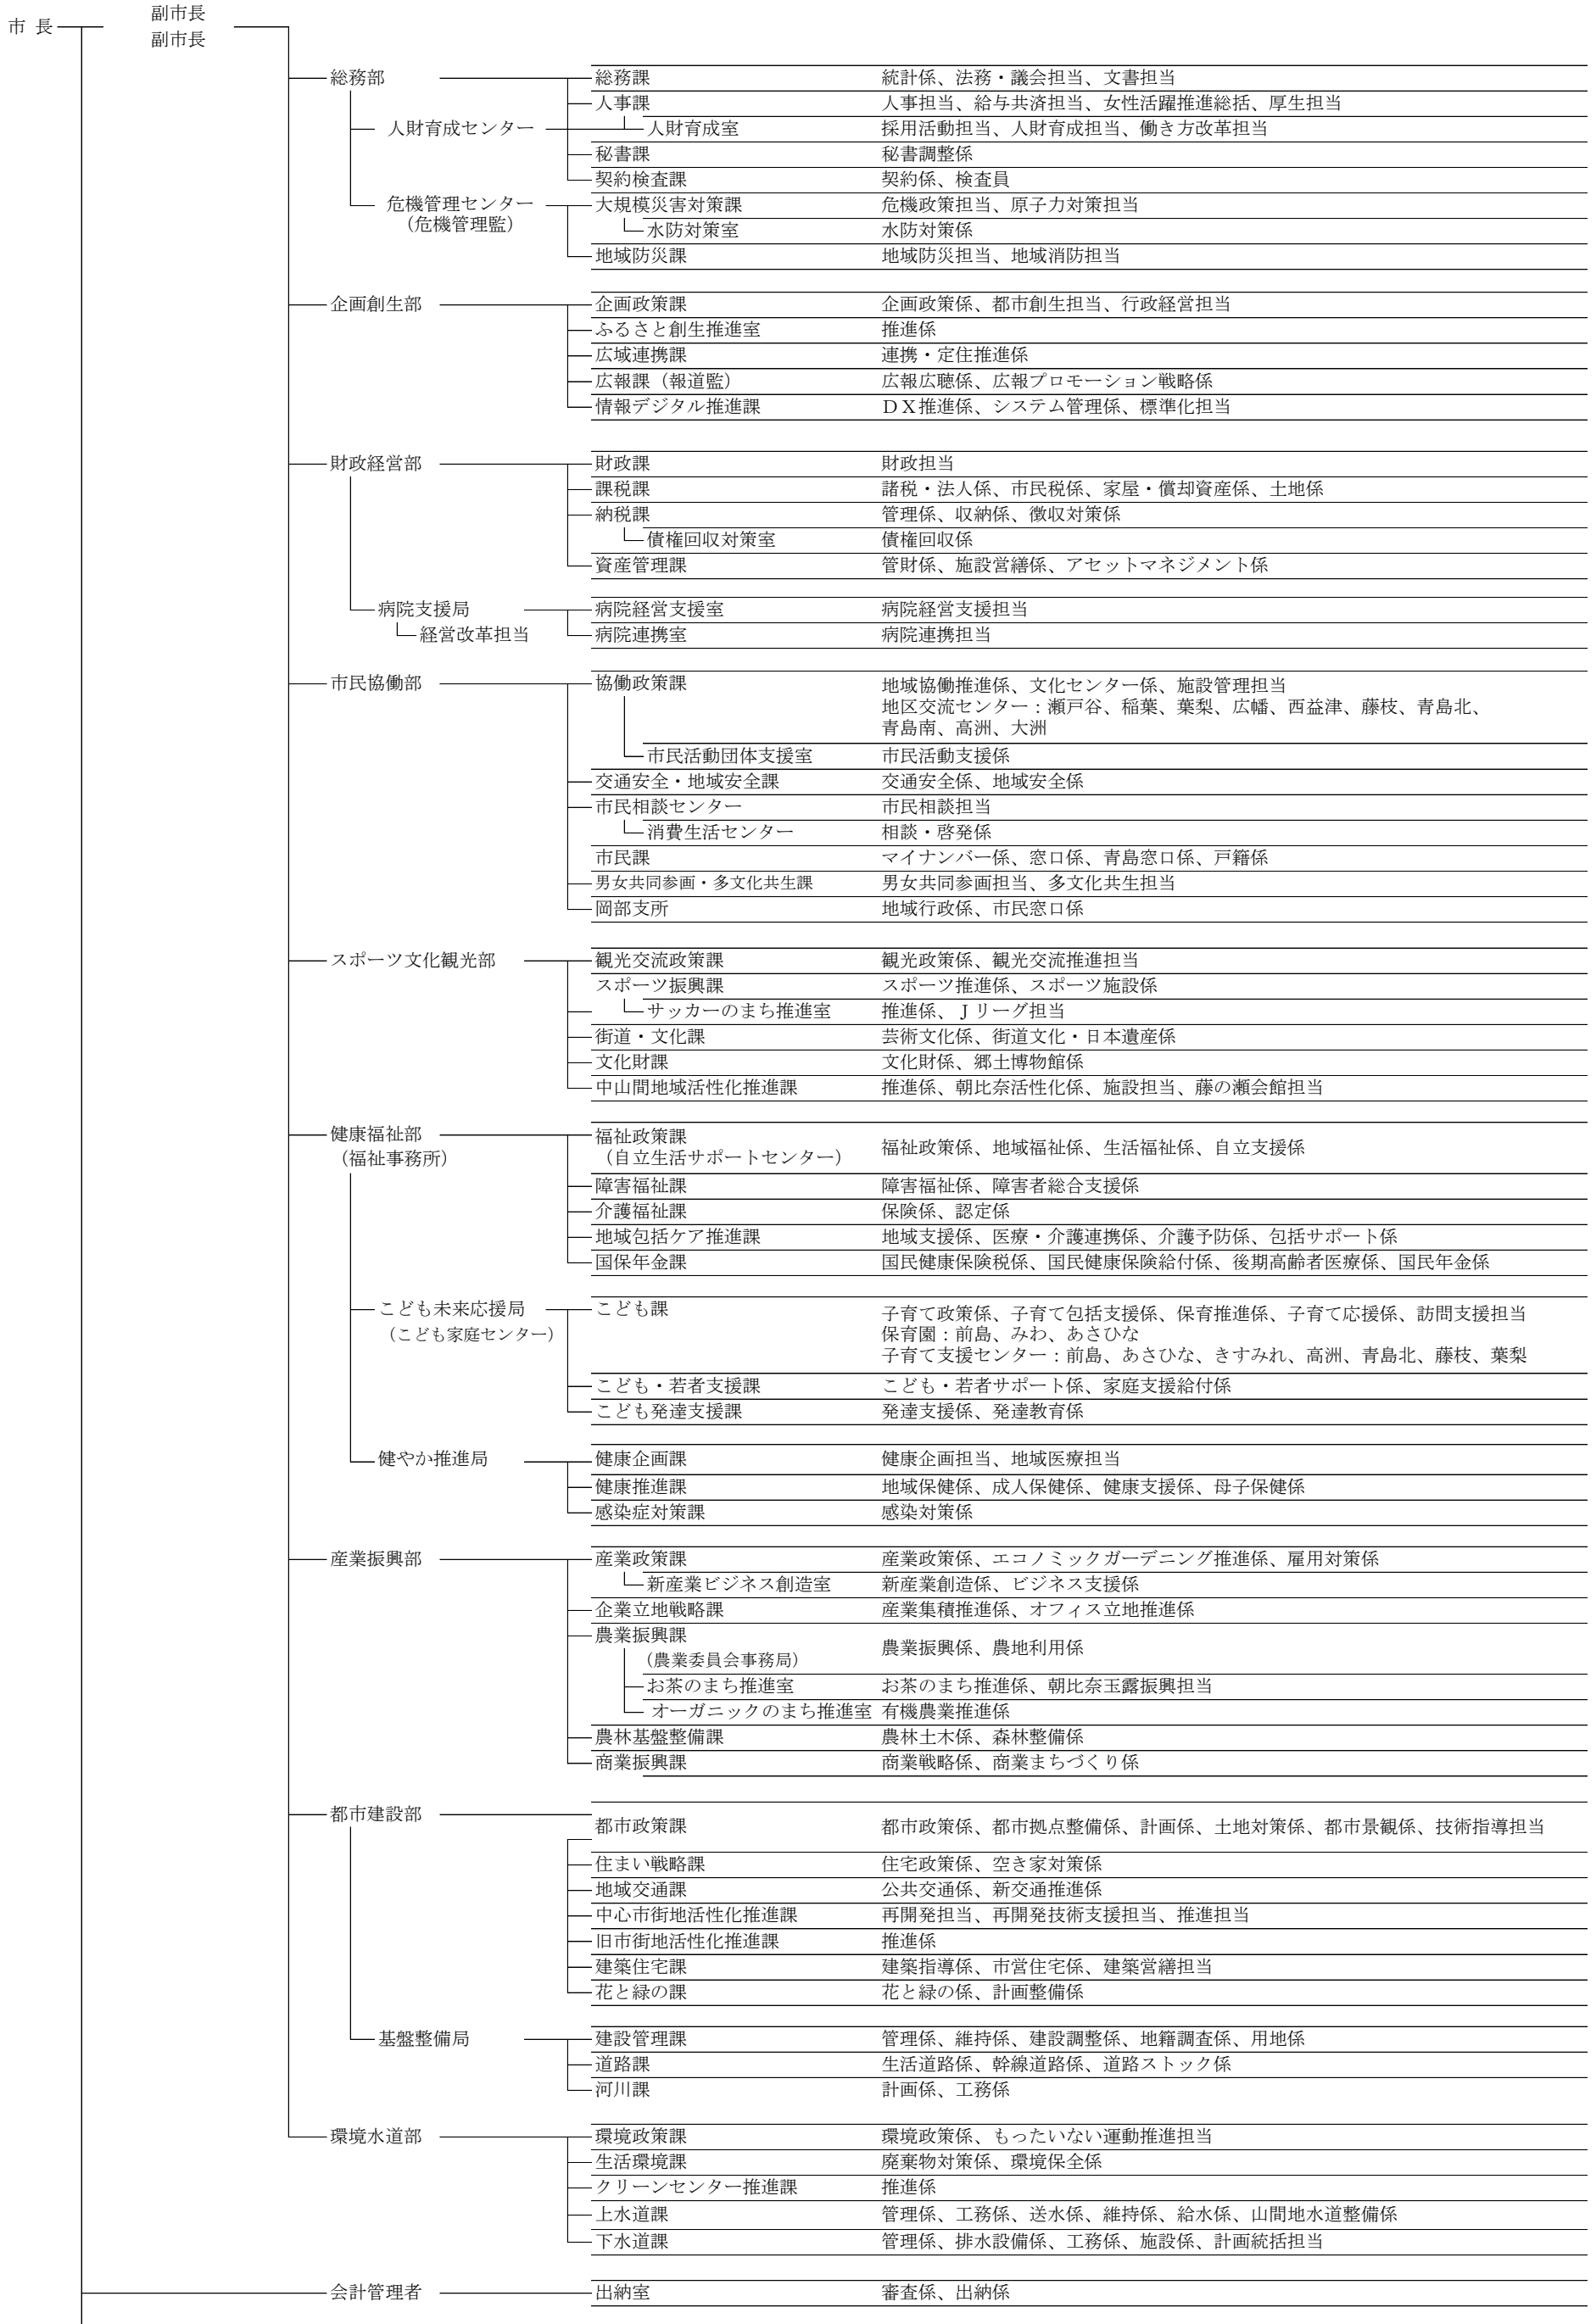 副市長
市 長
副市長
総務部 総務課 統計係、法務・議会担当、文書担当
人事課 人事担当、給与共済担当、女性活躍推進総括、厚生担当
人財育成センター 人財育成室 採用活動担当、人財育成担当、働き方改革担当
秘書課 秘書調整係
契約検査課 契約係、検査員
危機管理センター 大規模災害対策課 危機政策担当、原子力対策担当
（危機管理監） 水防対策室 水防対策係
地域防災課 地域防災担当、地域消防担当
企画創生部 企画政策課 企画政策係、都市創生担当、行政経営担当
ふるさと創生推進室 推進係
広域連携課 連携・定住推進係
広報課（報道監） 広報広聴係、広報プロモーション戦略係
情報デジタル推進課 ＤＸ推進係、システム管理係、標準化担当
財政経営部 財政課 財政担当
課税課 諸税・法人係、市民税係、家屋・償却資産係、土地係
納税課 管理係、収納係、徴収対策係
債権回収対策室 債権回収係
資産管理課 管財係、施設営繕係、アセットマネジメント係
病院支援局 病院経営支援室 病院経営支援担当
経営改革担当 病院連携室 病院連携担当
市民協働部 協働政策課 地域協働推進係、文化センター係、施設管理担当
地区交流センター：瀬戸谷、稲葉、葉梨、広幡、西益津、藤枝、青島北、
青島南、高洲、大洲
市民活動団体支援室 市民活動支援係
交通安全・地域安全課 交通安全係、地域安全係
市民相談センター 市民相談担当
消費生活センター 相談・啓発係
市民課 マイナンバー係、窓口係、青島窓口係、戸籍係
男女共同参画・多文化共生課 男女共同参画担当、多文化共生担当
岡部支所 地域行政係、市民窓口係
スポーツ文化観光部 観光交流政策課 観光政策係、観光交流推進担当
スポーツ振興課 スポーツ推進係、スポーツ施設係
サッカーのまち推進室 推進係、Ｊリーグ担当
街道・文化課 芸術文化係、街道文化・日本遺産係
文化財課 文化財係、郷土博物館係
中山間地域活性化推進課 推進係、朝比奈活性化係、施設担当、藤の瀬会館担当
健康福祉部 福祉政策課
（福祉事務所） （自立生活サポートセンター） 福祉政策係、地域福祉係、生活福祉係、自立支援係
障害福祉課 障害福祉係、障害者総合支援係
介護福祉課 保険係、認定係
地域包括ケア推進課 地域支援係、医療・介護連携係、介護予防係、包括サポート係
国保年金課 国民健康保険税係、国民健康保険給付係、後期高齢者医療係、国民年金係
こども未来応援局 こども課 子育て政策係、子育て包括支援係、保育推進係、子育て応援係、訪問支援担当
（こども家庭センター） 保育園：前島、みわ、あさひな
子育て支援センター：前島、あさひな、きすみれ、高洲、青島北、藤枝、葉梨
こども・若者支援課 こども・若者サポート係、家庭支援給付係
こども発達支援課 発達支援係、発達教育係
健やか推進局 健康企画課 健康企画担当、地域医療担当
健康推進課 地域保健係、成人保健係、健康支援係、母子保健係
感染症対策課 感染対策係
産業振興部 産業政策課 産業政策係、エコノミックガーデニング推進係、雇用対策係
新産業ビジネス創造室 新産業創造係、ビジネス支援係
企業立地戦略課 産業集積推進係、オフィス立地推進係
農業振興課 農業振興係、農地利用係
（農業委員会事務局）
お茶のまち推進室 お茶のまち推進係、朝比奈玉露振興担当
オーガニックのまち推進室 有機農業推進係
農林基盤整備課 農林土木係、森林整備係
商業振興課 商業戦略係、商業まちづくり係
都市建設部 都市政策課 都市政策係、都市拠点整備係、計画係、土地対策係、都市景観係、技術指導担当
住まい戦略課 住宅政策係、空き家対策係
地域交通課 公共交通係、新交通推進係
中心市街地活性化推進課 再開発担当、再開発技術支援担当、推進担当
旧市街地活性化推進課 推進係
建築住宅課 建築指導係、市営住宅係、建築営繕担当
花と緑の課 花と緑の係、計画整備係
基盤整備局 建設管理課 管理係、維持係、建設調整係、地籍調査係、用地係
道路課 生活道路係、幹線道路係、道路ストック係
河川課 計画係、工務係
環境水道部 環境政策課 環境政策係、もったいない運動推進担当
生活環境課 廃棄物対策係、環境保全係
クリーンセンター推進課 推進係
上水道課 管理係、工務係、送水係、維持係、給水係、山間地水道整備係
下水道課 管理係、排水設備係、工務係、施設係、計画統括担当
会計管理者 出納室 審査係、出納係